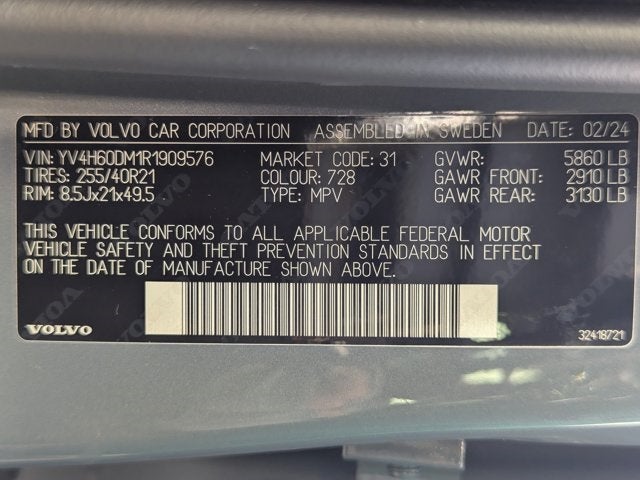 MFD BY VOLVO CAR CORPORATION ASSEMBLED IN SWEDEN DATE: 02/24
VIN: YV4H60DM1R1909576 MARKET CODE: 31 GVWR: 5860 LB
TIRES: 255/40R21 COLOUR: 728 GAWR FRONT: 2910 LB
RIM: 8.5Jx21x49.5 TYPE: MPV GAWR REAR: 3130 LB
THIS VEHICLE CONFORMS TO ALL APPLICABLE FEDERAL MOTOR
VEHICLE SAFETY AND THEFT PREVENTION STANDARDS IN EFFECT
ON THE DATE OF MANUFACTURE SHOWN ABOVE.
VOLVO 32418721